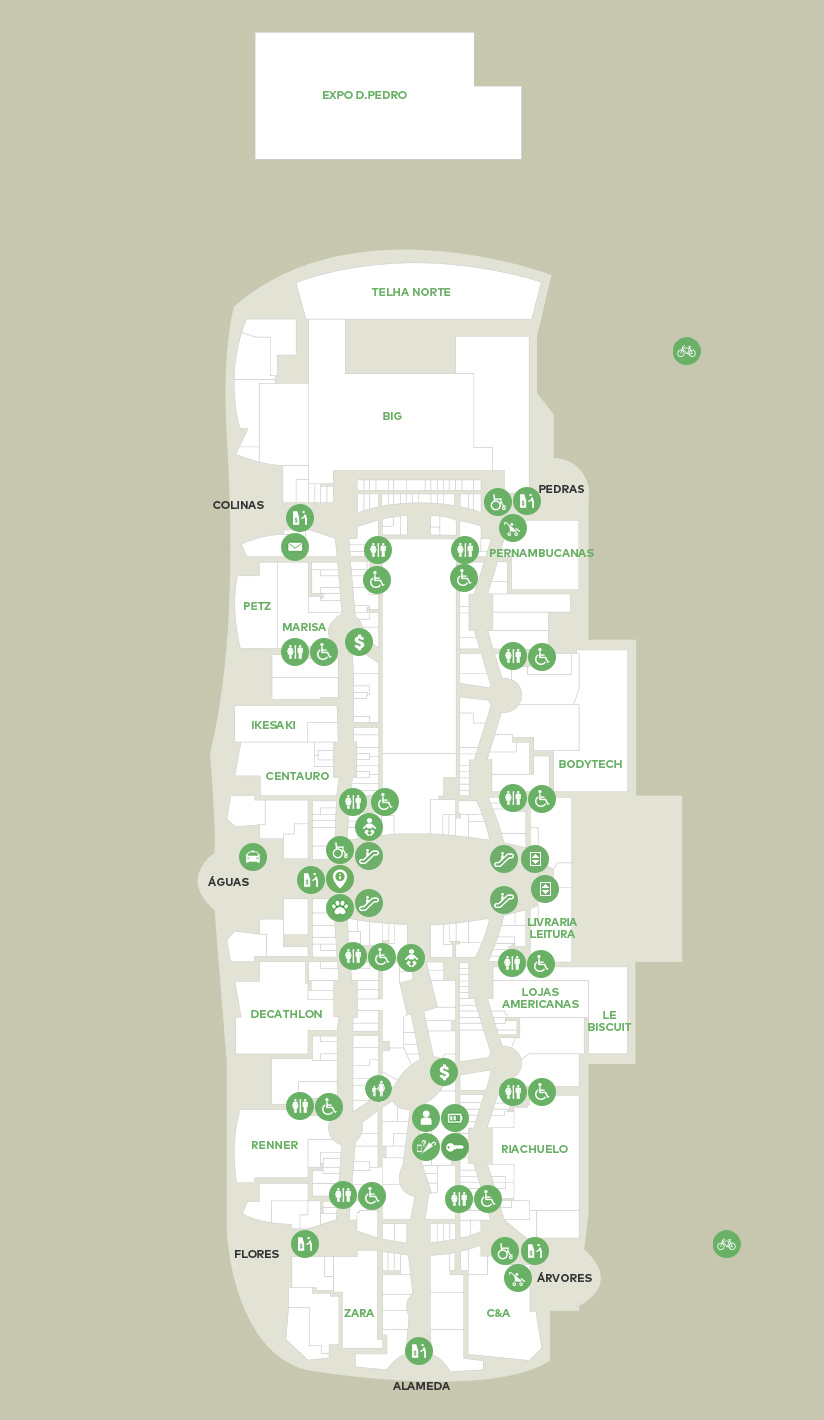 EXPO D.PEDRO
TELHA NORTE
BIG
PEDRAS
COLINAS
PERNAMBUCANAS
PETZ
MARISA
IKESAKI
BODYTECH
CENTAURO
ÁGUAS
LIVRARIA
LEITURA
LOJAS
AMERICANAS
DECATHLON
LE
BISCUIT
RENNER
RIACHUELO
FLORES
ÁRVORES
ZARA
C&A
ALAMEDA